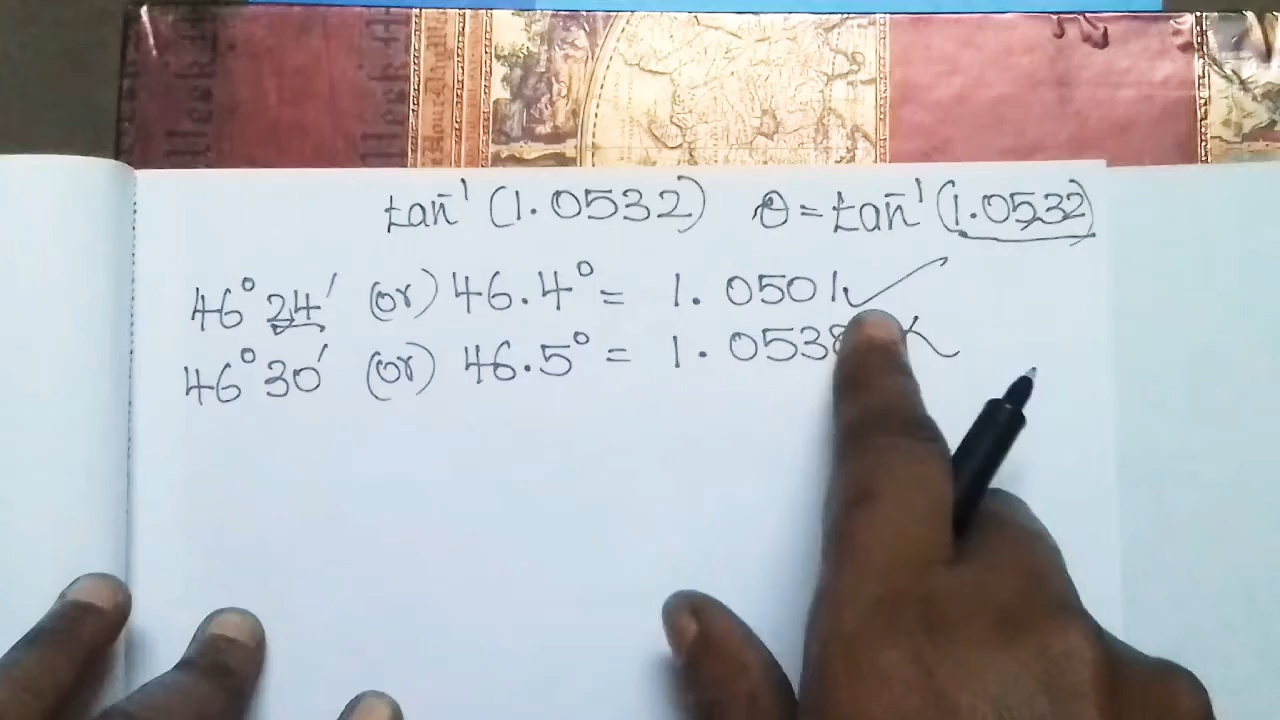 tan⁻¹ (1.0532) θ = tan⁻¹ (1.0532)
46° 24′ (or) 46.4° = 1.0501 ✓
46° 30′ (or) 46.5° = 1.0538